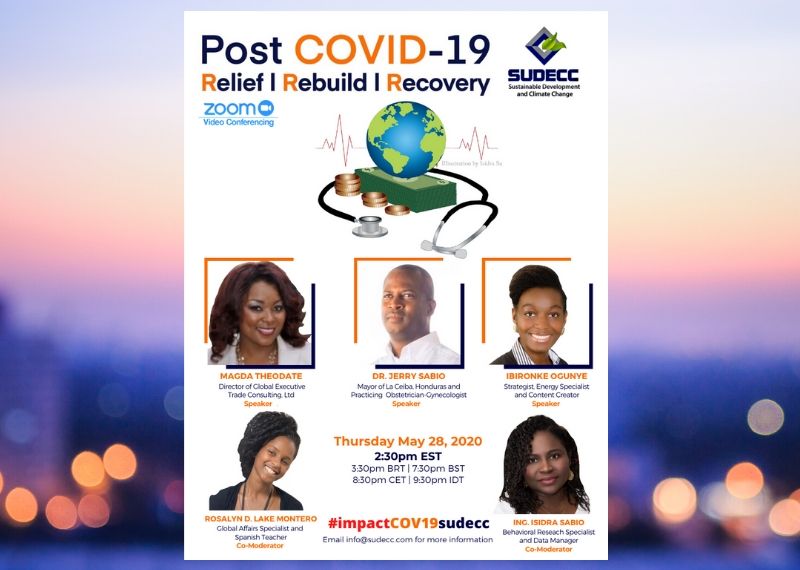 Post COVID-19
Relief | Rebuild | Recovery
SUDECC
Sustainable Development
and Climate Change
zoom
Video Conferencing
Illustration by Isidra Sa
MAGDA THEODATE
Director of Global Executive
Trade Consulting, Ltd
Speaker
DR. JERRY SABIO
Mayor of La Ceiba, Honduras and
Practicing Obstetrician-Gynecologist
Speaker
IBIRONKE OGUNYE
Strategist, Energy Specialist
and Content Creator
Speaker
Thursday May 28, 2020
2:30pm EST
3:30pm BRT | 7:30pm BST
8:30pm CET | 9:30pm IDT
ROSALYN D. LAKE MONTERO
Global Affairs Specialist and
Spanish Teacher
Co-Moderator
#impactCOV19sudecc
Email info@sudecc.com for more information
ING. ISIDRA SABIO
Behavioral Reseach Specialist
and Data Manager
Co-Moderator